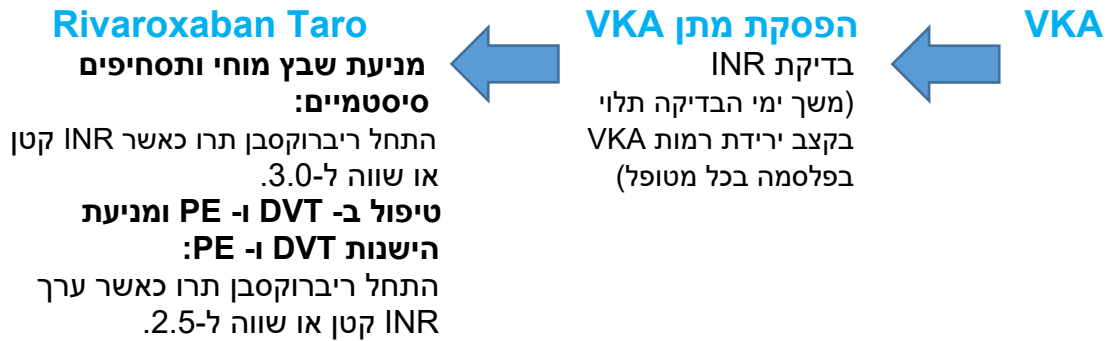 VKA
הפסקת מתן VKA
בדיקת INR
(משך ימי הבדיקה תלוי
בקצב ירידת רמות VKA
בפלסמה בכל מטופל)
Rivaroxaban Taro
מניעת שבץ מוחי ותסחיפים
סיסטמיים:
התחל ריברוקסבן תרו כאשר INR קטן
או שווה ל-3.0.
טיפול ב- DVT ו- PE ומניעת
הישנות DVT ו- PE:
התחל ריברוקסבן תרו כאשר ערך
INR קטן או שווה ל-2.5.